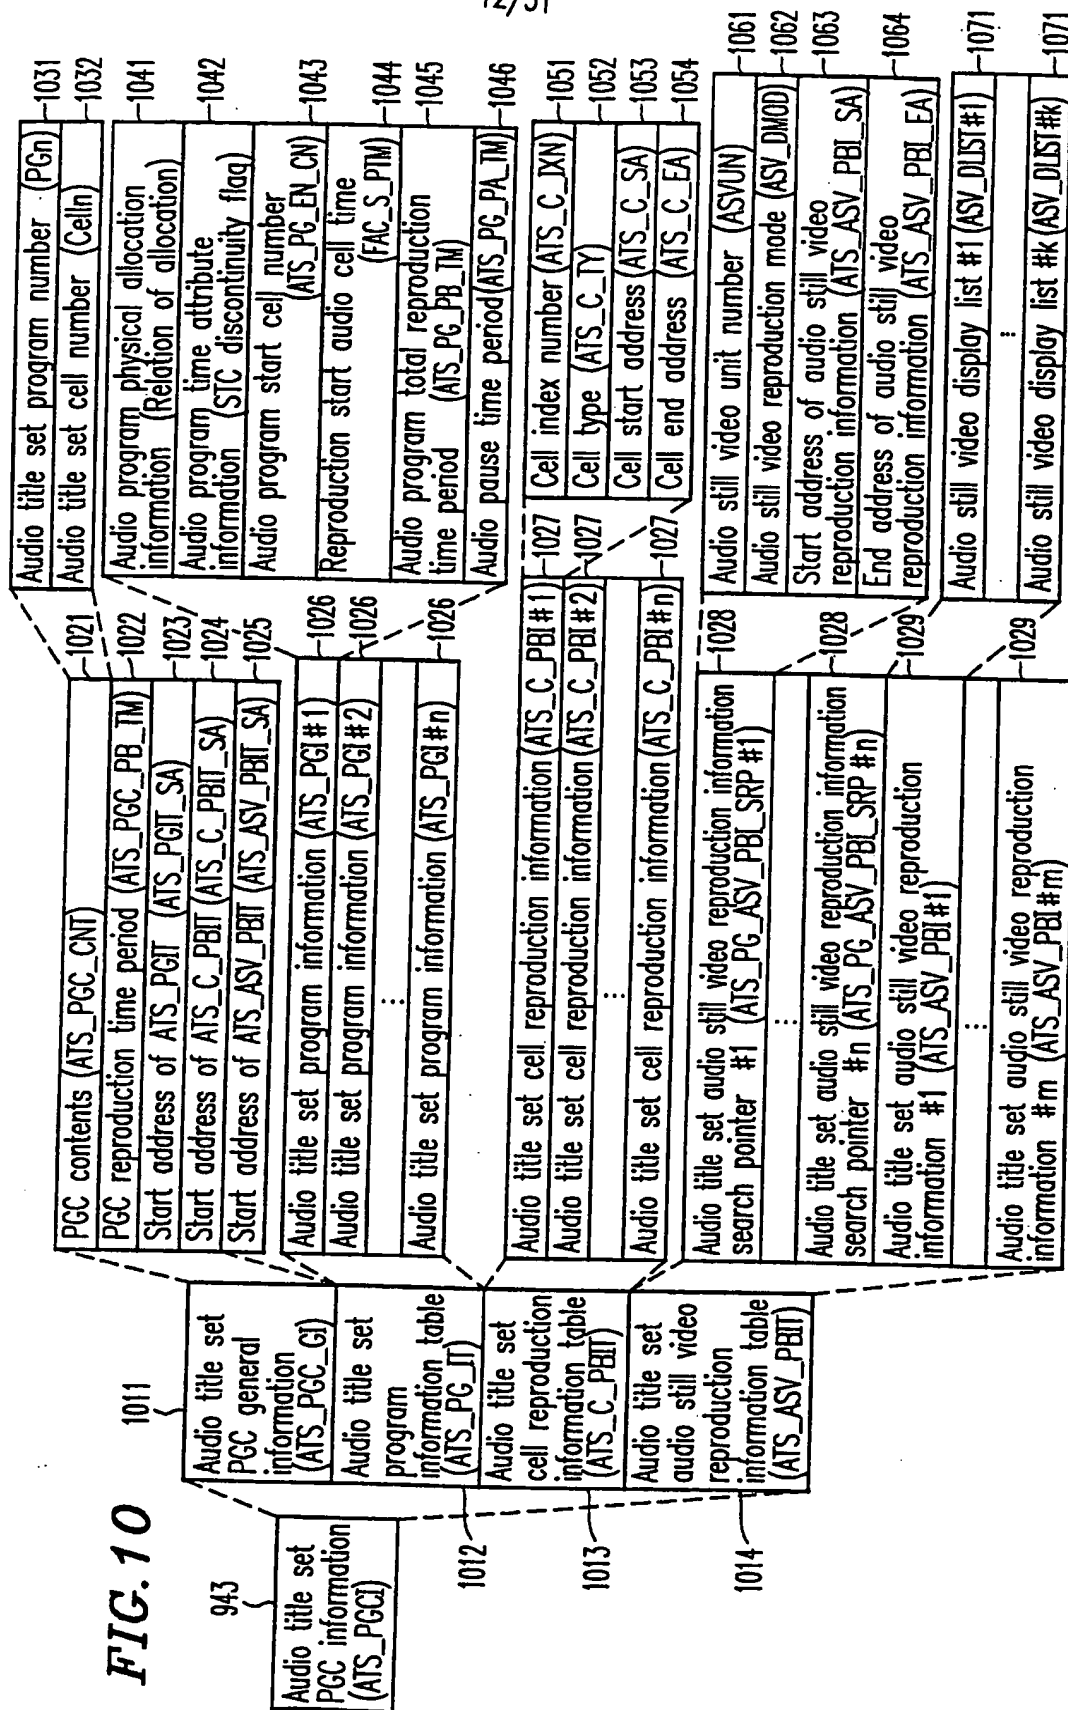 12/31
FIG. 10
943
Audio title set
PGC information
(ATS_PGCI)
1011
Audio title set
PGC general
information
(ATS_PGC_GI)
Audio title set
program
information table
(ATS_PG_IT)
1012
Audio title set
cell reproduction
information table
(ATS_C_PBIT)
1013
Audio title set
audio still video
reproduction
information table
(ATS_ASV_PBIT)
1014
PGC contents (ATS_PGC_CNT)
1021
PGC reproduction time period (ATS_PGC_PB_TM)
1022
Start address of ATS_PGIT (ATS_PGIT_SA)
1023
Start address of ATS_C_PBIT (ATS_C_PBIT_SA)
1024
Start address of ATS_ASV_PBIT (ATS_ASV_PBIT_SA)
1025
Audio title set program information (ATS_PGI#1)
1026
Audio title set program information (ATS_PGI#2)
1026
⋮
Audio title set program information (ATS_PGI#n)
1026
Audio title set cell reproduction information (ATS_C_PBI#1)
1027
Audio title set cell reproduction information (ATS_C_PBI#2)
1027
⋮
Audio title set cell reproduction information (ATS_C_PBI#n)
1027
Audio title set audio still video reproduction information
search pointer #1 (ATS_PG_ASV_PBI_SRP#1)
1028
⋮
Audio title set audio still video reproduction information
search pointer #n (ATS_PG_ASV_PBI_SRP#n)
1028
Audio title set audio still video reproduction
information #1 (ATS_ASV_PBI#1)
1029
⋮
Audio title set audio still video reproduction
information #m (ATS_ASV_PBI#m)
1029
Audio title set program number (PGn)
1031
Audio title set cell number (Celln)
1032
Audio program physical allocation
information (Relation of allocation)
1041
Audio program time attribute
information (STC discontinuity flag)
1042
Audio program start cell number
(ATS_PG_EN_CN)
1043
Reproduction start audio cell time
(FAC_S_PTM)
1044
Audio program total reproduction
time period (ATS_PG_PB_TM)
1045
Audio pause time period(ATS_PG_PA_TM)
1046
Cell index number (ATS_C_IXN)
1051
Cell type (ATS_C_TY)
1052
Cell start address (ATS_C_SA)
1053
Cell end address (ATS_C_EA)
1054
Audio still video unit number (ASVUN)
1061
Audio still video reproduction mode (ASV_DMOD)
1062
Start address of audio still video
reproduction information (ATS_ASV_PBI_SA)
1063
End address of audio still video
reproduction information (ATS_ASV_PBI_EA)
1064
Audio still video display list #1 (ASV_DLIST#1)
1071
⋮
Audio still video display list #k (ASV_DLIST#k)
1071